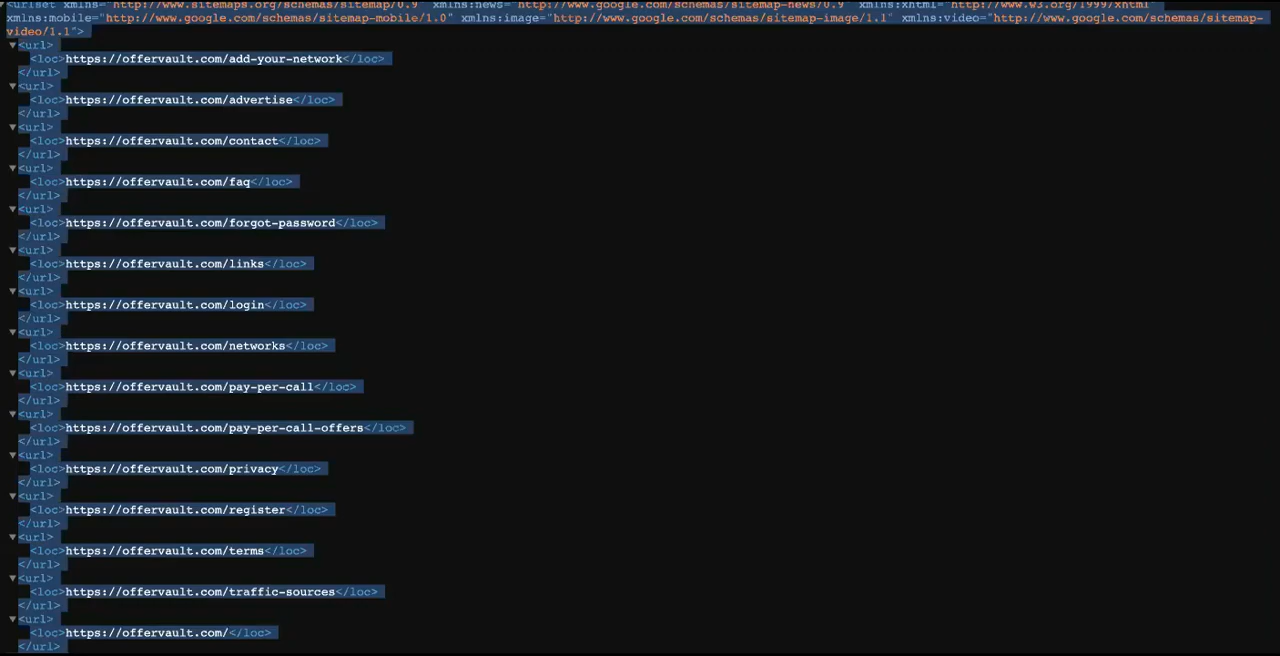 <urlset xmlns="http://www.sitemaps.org/schemas/sitemap/0.9" xmlns:news="http://www.google.com/schemas/sitemap-news/0.9" xmlns:xhtml="http://www.w3.org/1999/xhtml"
xmlns:mobile="http://www.google.com/schemas/sitemap-mobile/1.0" xmlns:image="http://www.google.com/schemas/sitemap-image/1.1" xmlns:video="http://www.google.com/schemas/sitemap-
video/1.1">
<url>
<loc>https://offervault.com/add-your-network</loc>
</url>
<url>
<loc>https://offervault.com/advertise</loc>
</url>
<url>
<loc>https://offervault.com/contact</loc>
</url>
<url>
<loc>https://offervault.com/faq</loc>
</url>
<url>
<loc>https://offervault.com/forgot-password</loc>
</url>
<url>
<loc>https://offervault.com/links</loc>
</url>
<url>
<loc>https://offervault.com/login</loc>
</url>
<url>
<loc>https://offervault.com/networks</loc>
</url>
<url>
<loc>https://offervault.com/pay-per-call</loc>
</url>
<url>
<loc>https://offervault.com/pay-per-call-offers</loc>
</url>
<url>
<loc>https://offervault.com/privacy</loc>
</url>
<url>
<loc>https://offervault.com/register</loc>
</url>
<url>
<loc>https://offervault.com/terms</loc>
</url>
<url>
<loc>https://offervault.com/traffic-sources</loc>
</url>
<url>
<loc>https://offervault.com/</loc>
</url>